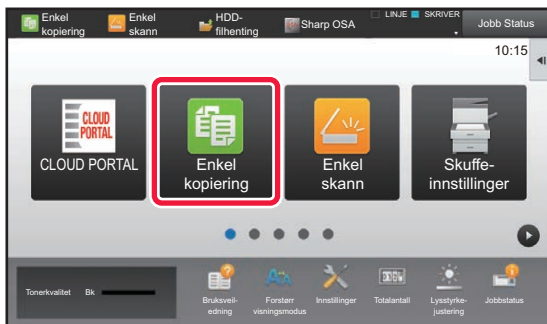 Enkel
kopiering
Enkel
skann
HDD-
filhenting
Sharp OSA
LINJE
SKRIVER
Jobb Status
10:15
CLOUD
PORTAL
CLOUD PORTAL
Enkel
kopiering
Enkel
skann
Skuffe-
innstillinger
Tonerkvalitet Bk
Bruksveil-
edning
Forstørr
visningsmodus
Innstillinger
Totalantall
Lysstyrke-
justering
Jobbstatus